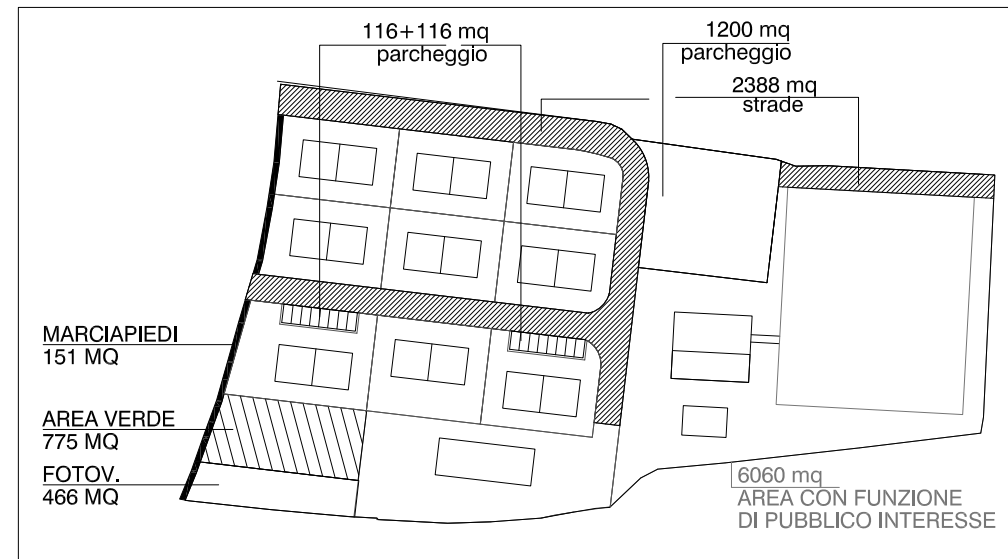 116+116 mq
parcheggio
1200 mq
parcheggio
2388 mq
strade
MARCIAPIEDI
151 MQ
AREA VERDE
775 MQ
FOTOV.
466 MQ
6060 mq
AREA CON FUNZIONE
DI PUBBLICO INTERESSE